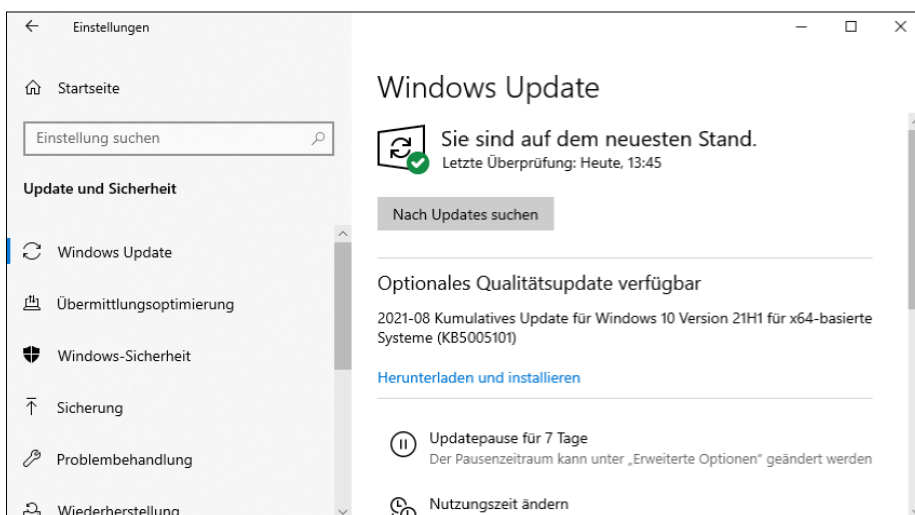 Einstellungen
Startseite
Einstellung suchen
Update und Sicherheit
Windows Update
Übermittlungsoptimierung
Windows-Sicherheit
Sicherung
Problembehandlung
Wiederherstellung
Windows Update
Sie sind auf dem neuesten Stand.
Letzte Überprüfung: Heute, 13:45
Nach Updates suchen
Optionales Qualitätsupdate verfügbar
2021-08 Kumulatives Update für Windows 10 Version 21H1 für x64-basierte
Systeme (KB5005101)
Herunterladen und installieren
Updatepause für 7 Tage
Der Pausenzeitraum kann unter „Erweiterte Optionen" geändert werden
Nutzungszeit ändern